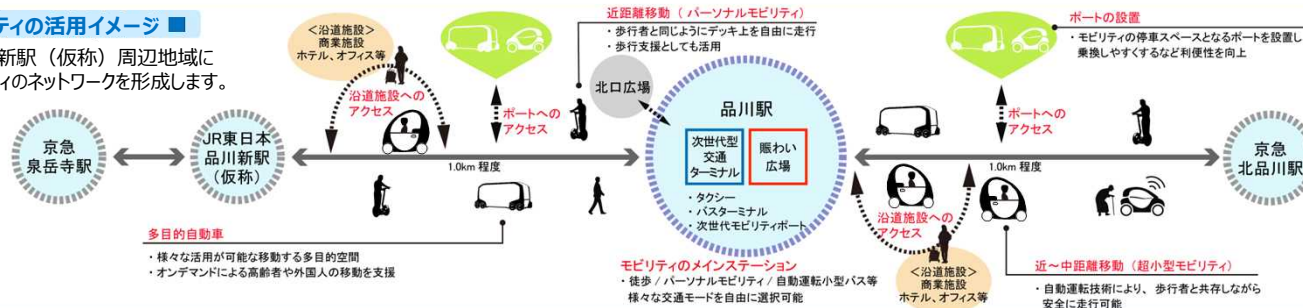 ティの活用イメージ ■
新駅（仮称）周辺地域に
ィのネットワークを形成します。
京急
泉岳寺駅
JR東日本
品川新駅
（仮称）
＜沿道施設＞
商業施設
ホテル、オフィス等
沿道施設への
アクセス
ポートへの
アクセス
1.0km 程度
多目的自動車
・様々な活用が可能な移動する多目的空間
・オンデマンドによる高齢者や外国人の移動を支援
近距離移動（パーソナルモビリティ）
・歩行者と同じようにデッキ上を自由に走行
・歩行支援としても活用
北口広場
品川駅
次世代型
交通
ターミナル
賑わい
広場
・タクシー
・バスターミナル
・次世代モビリティポート
モビリティのメインステーション
・徒歩 / パーソナルモビリティ / 自動運転小型バス等
様々な交通モードを自由に選択可能
ポートの設置
・モビリティの停車スペースとなるポートを設置し
乗換しやすくするなど利便性を向上
ポートへの
アクセス
1.0km 程度
沿道施設への
アクセス
＜沿道施設＞
商業施設
ホテル、オフィス等
近～中距離移動（超小型モビリティ）
・自動運転技術により、歩行者と共存しながら
安全に走行可能
京急
北品川駅